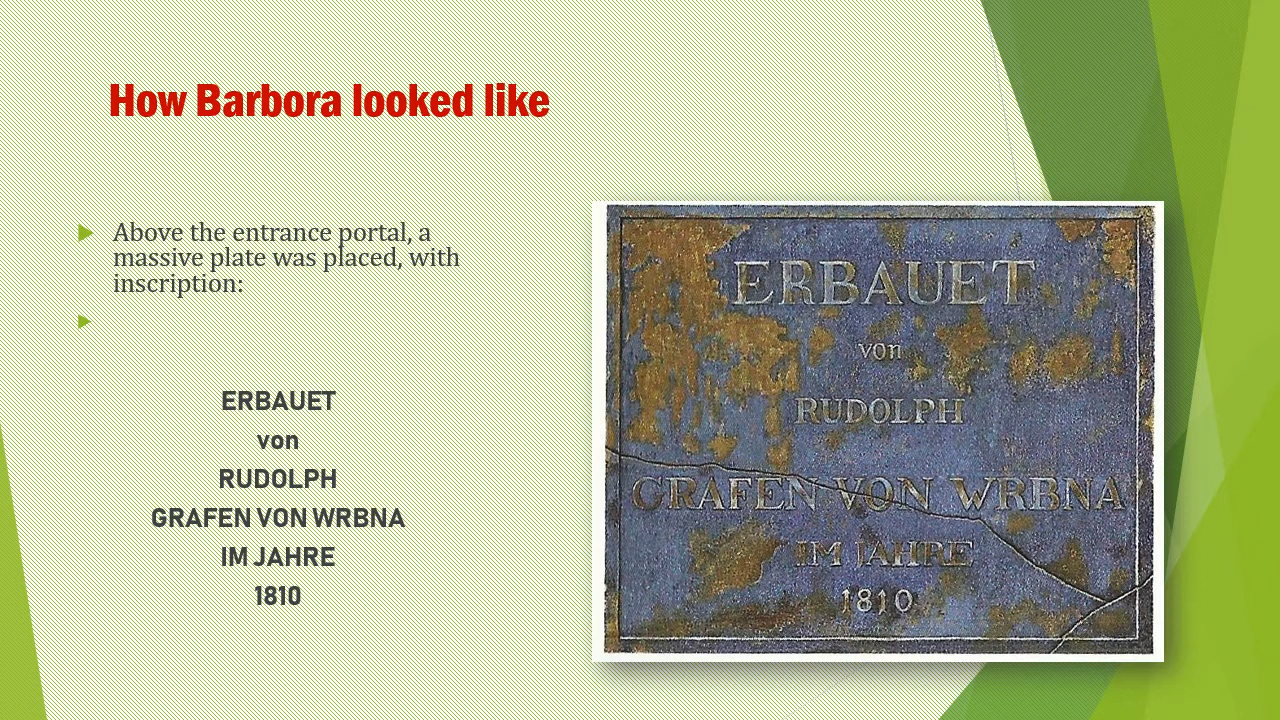 How Barbora looked like
Above the entrance portal, a
massive plate was placed, with
inscription:
ERBAUET
von
RUDOLPH
GRAFEN VON WRBNA
IM JAHRE
1810
ERBAUET
von
RUDOLPH
GRAFEN VON WRBNA
IM JAHRE
1810